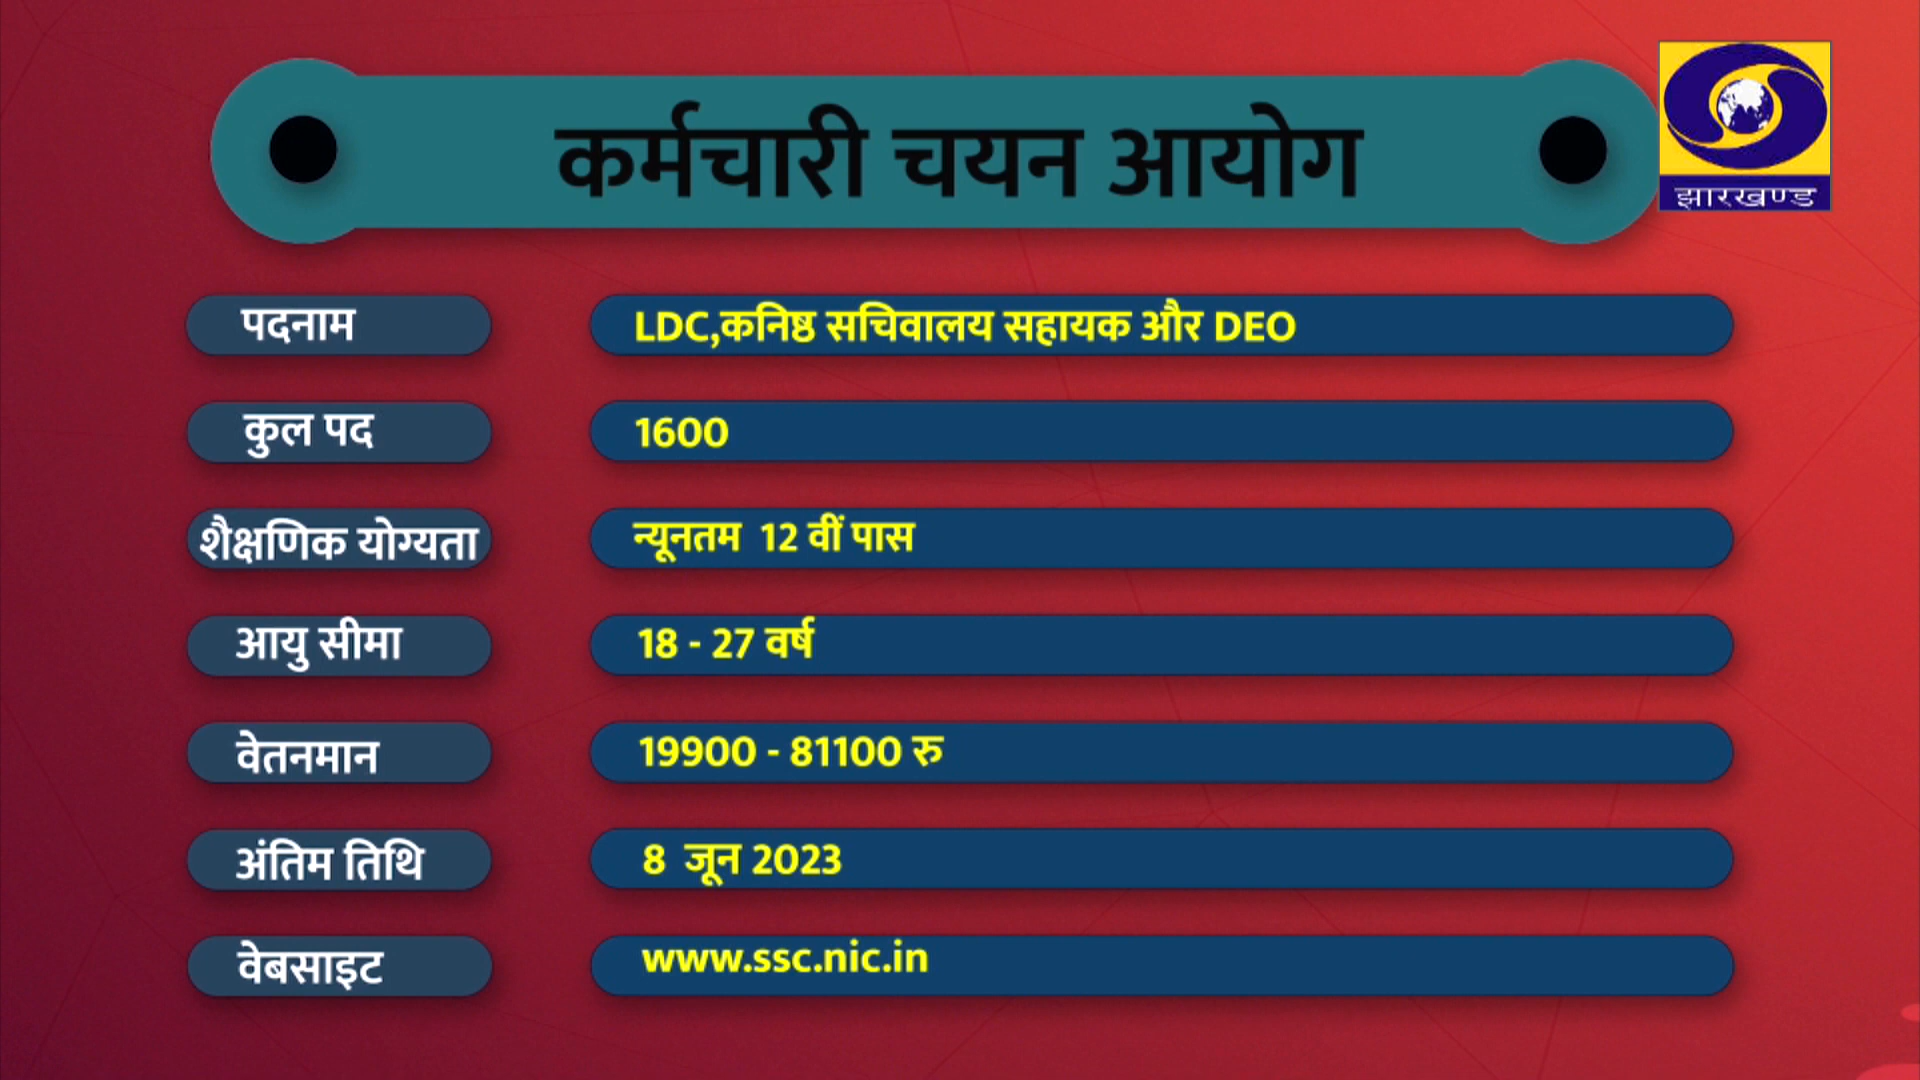 कर्मचारी चयन आयोग
झारखण्ड
पदनाम LDC,कनिष्ठ सचिवालय सहायक और DEO
कुल पद 1600
शैक्षणिक योग्यता न्यूनतम 12 वीं पास
आयु सीमा 18 - 27 वर्ष
वेतनमान 19900 - 81100 रु
अंतिम तिथि 8 जून 2023
वेबसाइट www.ssc.nic.in